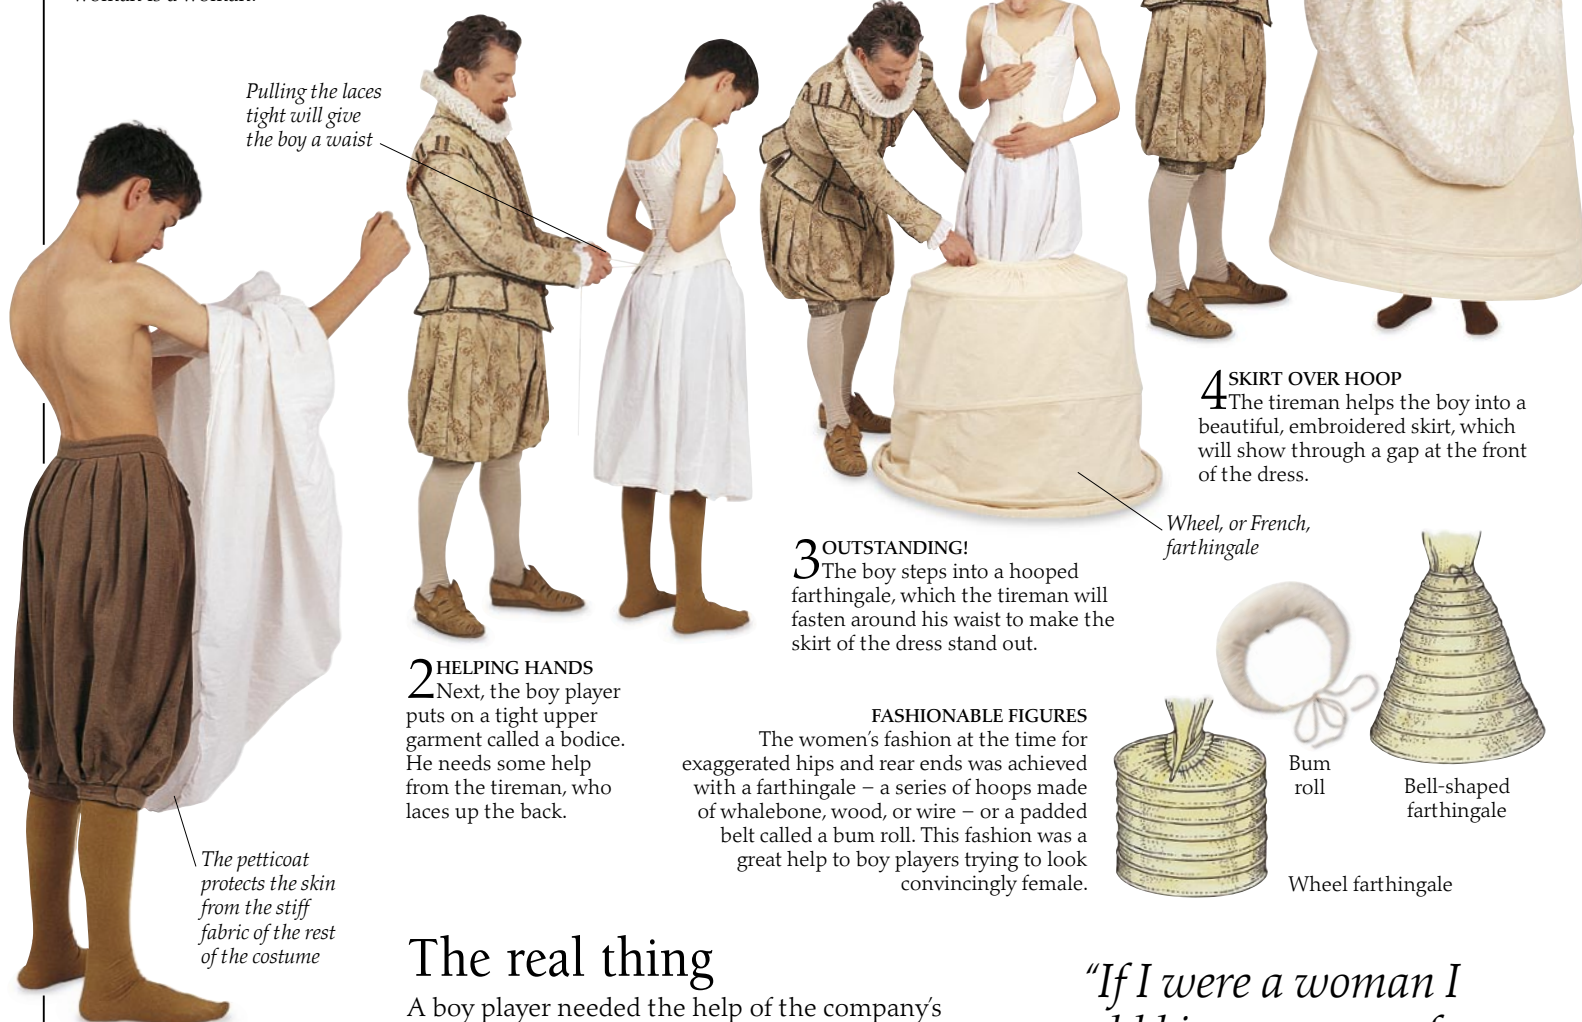 Pulling the laces
tight will give
the boy a waist
4 SKIRT OVER HOOP
The tireman helps the boy into a
beautiful, embroidered skirt, which
will show through a gap at the front
of the dress.
Wheel, or French,
farthingale
3 OUTSTANDING!
The boy steps into a hooped
farthingale, which the tireman will
fasten around his waist to make the
skirt of the dress stand out.
2 HELPING HANDS
Next, the boy player
puts on a tight upper
garment called a bodice.
He needs some help
from the tireman, who
laces up the back.
FASHIONABLE FIGURES
The women’s fashion at the time for
exaggerated hips and rear ends was achieved
with a farthingale – a series of hoops made
of whalebone, wood, or wire – or a padded
belt called a bum roll. This fashion was a
great help to boy players trying to look
convincingly female.
Bum
roll
Bell-shaped
farthingale
Wheel farthingale
The petticoat
protects the skin
from the stiff
fabric of the rest
of the costume
The real thing
A boy player needed the help of the company’s
“If I were a woman I